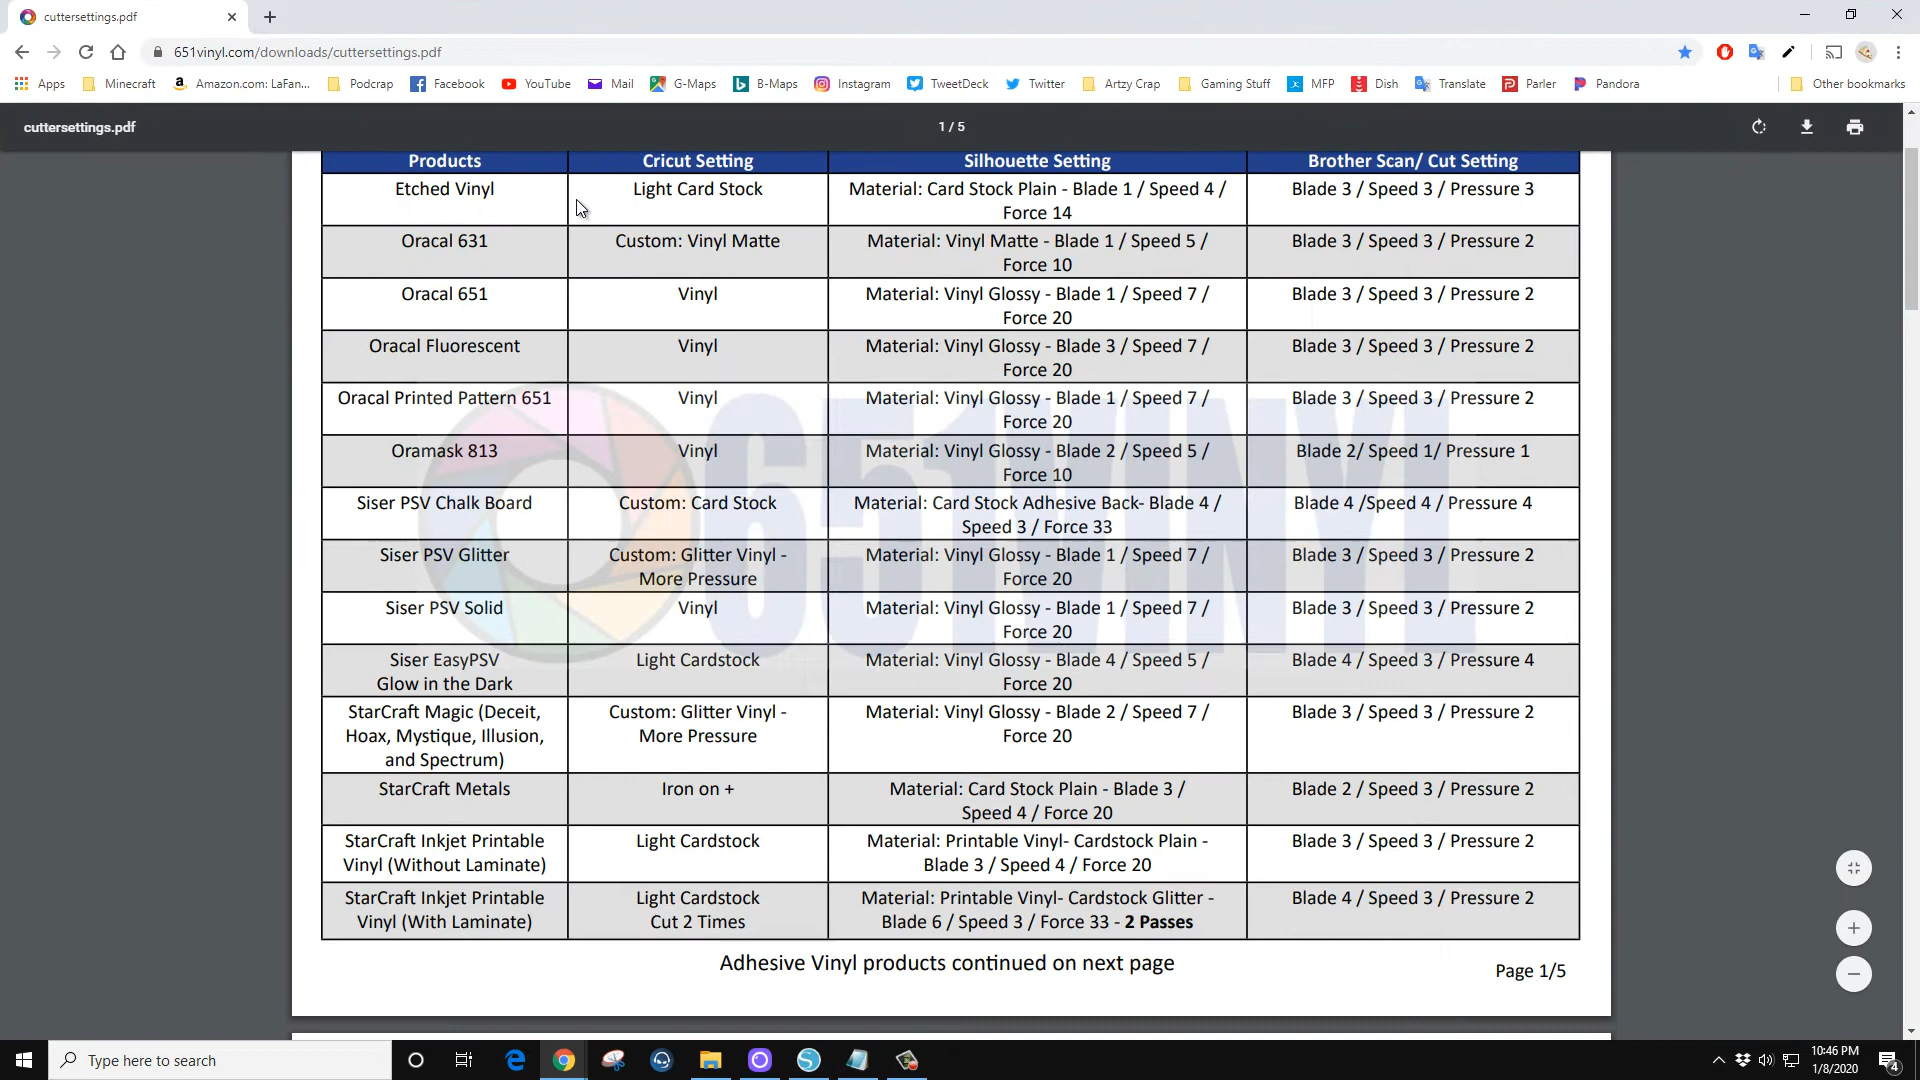 cuttersettings.pdf
651vinyl.com/downloads/cuttersettings.pdf
Apps Minecraft Amazon.com: LaFan... Podcrap Facebook YouTube Mail G-Maps B-Maps Instagram TweetDeck Twitter Artzy Crap Gaming Stuff MFP Dish Translate Parler Pandora Other bookmarks
cuttersettings.pdf 1 / 5
Products Cricut Setting Silhouette Setting Brother Scan/ Cut Setting
Etched Vinyl Light Card Stock Material: Card Stock Plain - Blade 1 / Speed 4 / Blade 3 / Speed 3 / Pressure 3
Force 14
Oracal 631 Custom: Vinyl Matte Material: Vinyl Matte - Blade 1 / Speed 5 / Blade 3 / Speed 3 / Pressure 2
Force 10
Oracal 651 Vinyl Material: Vinyl Glossy - Blade 1 / Speed 7 / Blade 3 / Speed 3 / Pressure 2
Force 20
Oracal Fluorescent Vinyl Material: Vinyl Glossy - Blade 3 / Speed 7 / Blade 3 / Speed 3 / Pressure 2
Force 20
Oracal Printed Pattern 651 Vinyl Material: Vinyl Glossy - Blade 1 / Speed 7 / Blade 3 / Speed 3 / Pressure 2
Force 20
Oramask 813 Vinyl Material: Vinyl Glossy - Blade 2 / Speed 5 / Blade 2/ Speed 1/ Pressure 1
Force 10
651VINYL
Siser PSV Chalk Board Custom: Card Stock Material: Card Stock Adhesive Back- Blade 4 / Blade 4 /Speed 4 / Pressure 4
Speed 3 / Force 33
Siser PSV Glitter Custom: Glitter Vinyl - Material: Vinyl Glossy - Blade 1 / Speed 7 / Blade 3 / Speed 3 / Pressure 2
More Pressure Force 20
Siser PSV Solid Vinyl Material: Vinyl Glossy - Blade 1 / Speed 7 / Blade 3 / Speed 3 / Pressure 2
Force 20
Siser EasyPSV Light Cardstock Material: Vinyl Glossy - Blade 4 / Speed 5 / Blade 4 / Speed 3 / Pressure 4
Glow in the Dark Force 20
StarCraft Magic (Deceit, Custom: Glitter Vinyl - Material: Vinyl Glossy - Blade 2 / Speed 7 / Blade 3 / Speed 3 / Pressure 2
Hoax, Mystique, Illusion, More Pressure Force 20
and Spectrum)
StarCraft Metals Iron on + Material: Card Stock Plain - Blade 3 / Blade 2 / Speed 3 / Pressure 2
Speed 4 / Force 20
StarCraft Inkjet Printable Light Cardstock Material: Printable Vinyl- Cardstock Plain - Blade 3 / Speed 3 / Pressure 2
Vinyl (Without Laminate) Blade 3 / Speed 4 / Force 20
StarCraft Inkjet Printable Light Cardstock Material: Printable Vinyl- Cardstock Glitter - Blade 4 / Speed 3 / Pressure 2
Vinyl (With Laminate) Cut 2 Times Blade 6 / Speed 3 / Force 33 - 2 Passes
Adhesive Vinyl products continued on next page
Page 1/5
Type here to search
10:46 PM
1/8/2020
4